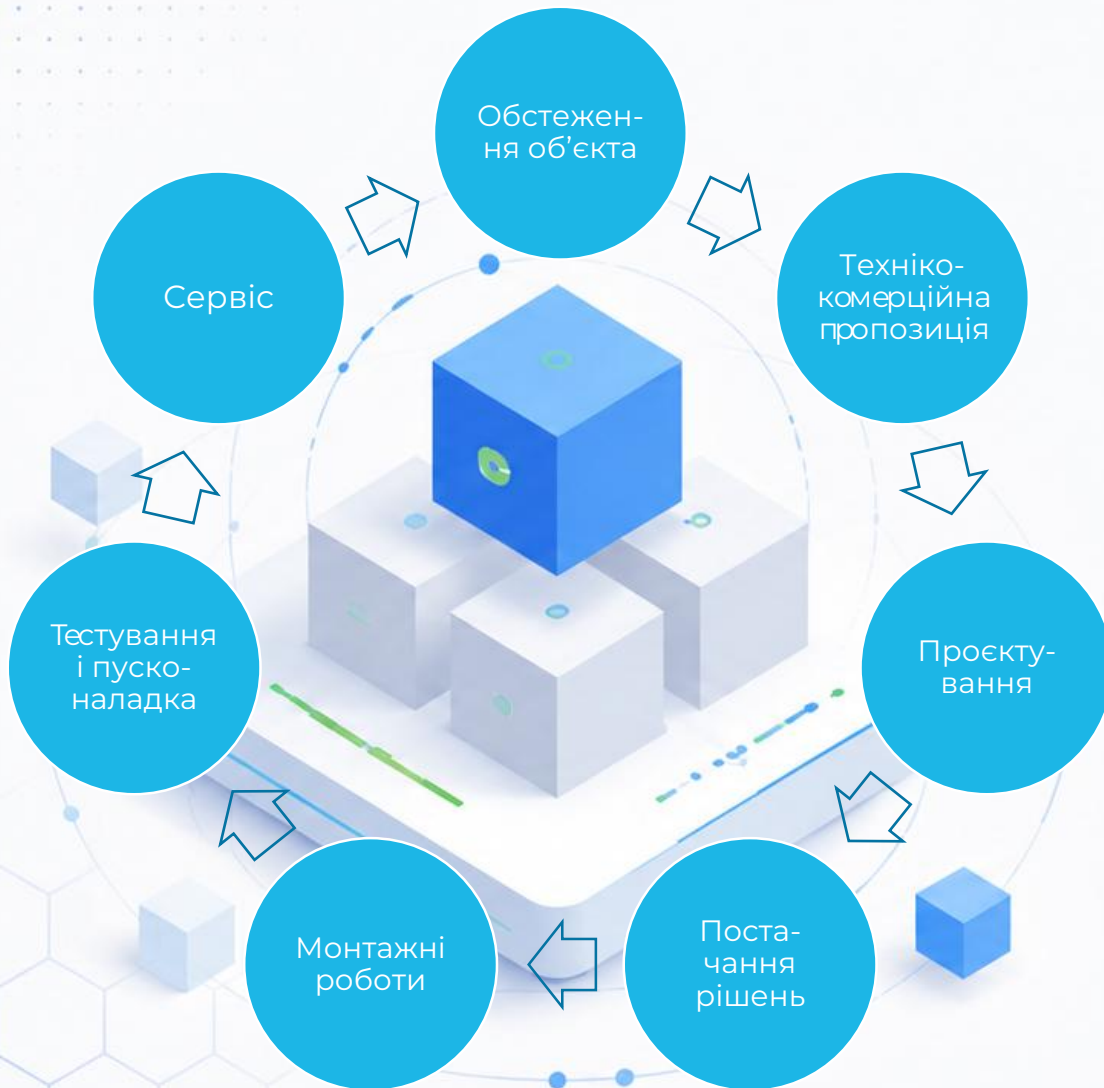 Обстежен-
ня об’єкта
Техніко-
комерційна
пропозиція
Проєкту-
вання
Поста-
чання
рішень
Монтажні
роботи
Тестування
і пуско-
наладка
Сервіс